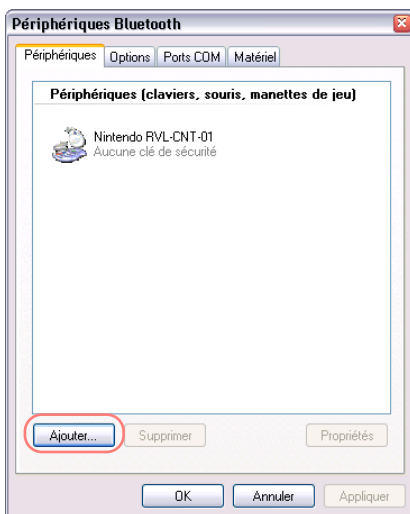 Périphériques Bluetooth
Périphériques Options Ports COM Matériel
Périphériques (claviers, souris, manettes de jeu)
Nintendo RVL-CNT-01
Aucune clé de sécurité
Ajouter... Supprimer Propriétés
OK Annuler Appliquer